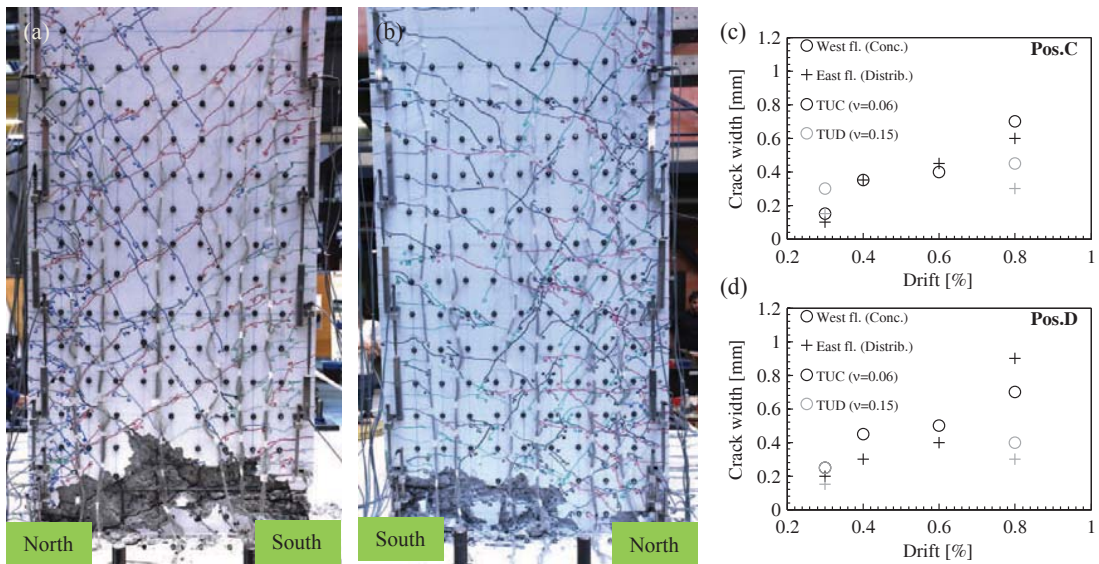 (a)
North
South
(b)
South
North
(c)
1.2
1
0.8
0.6
0.4
0.2
0
Crack width [mm]
Pos.C
West fl. (Conc.)
East fl. (Distrib.)
TUC (ν=0.06)
TUD (ν=0.15)
0.2
0.4
0.6
0.8
1
Drift [%]
(d)
1.2
1
0.8
0.6
0.4
0.2
0
Crack width [mm]
Pos.D
West fl. (Conc.)
East fl. (Distrib.)
TUC (ν=0.06)
TUD (ν=0.15)
0.2
0.4
0.6
0.8
1
Drift [%]